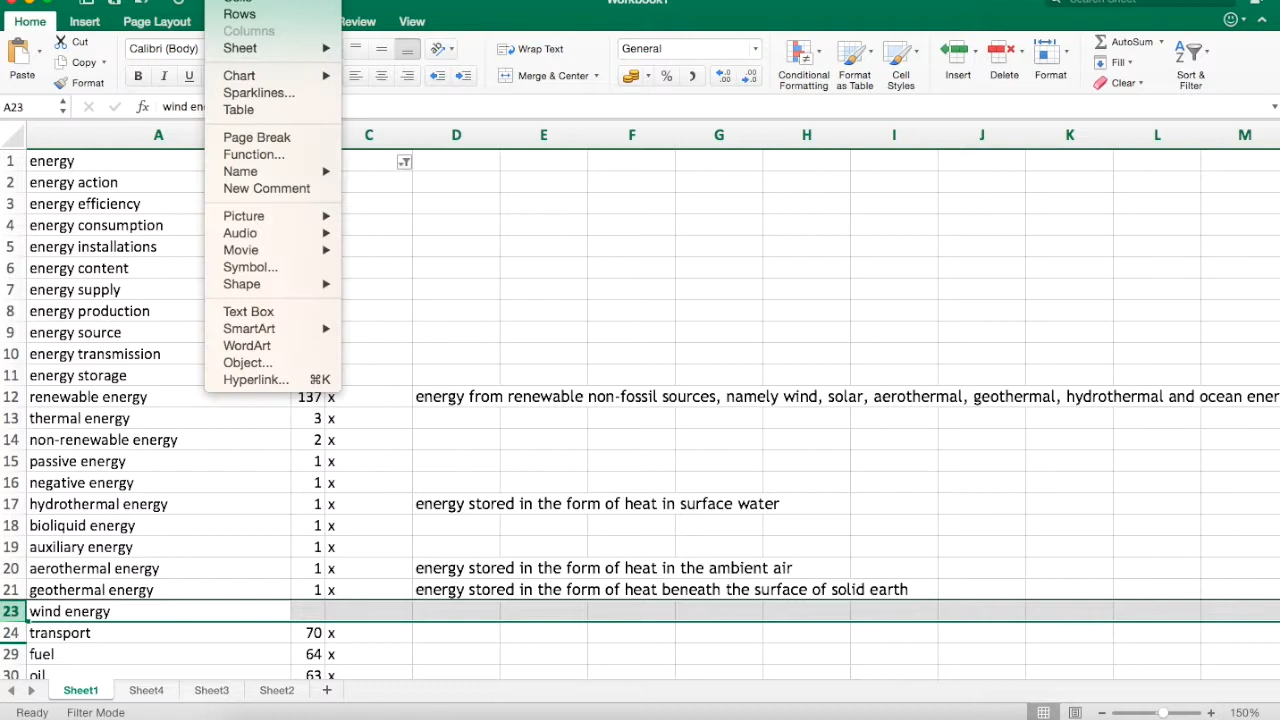 Workbook1
Search Sheet
Home Insert Page Layout Review View
Cells
Rows
Columns
Sheet
Chart
Sparklines...
Table
Page Break
Function...
Name
New Comment
Picture
Audio
Movie
Symbol...
Shape
Text Box
SmartArt
WordArt
Object...
Hyperlink... ⌘K
Paste
Cut
Copy
Format
Calibri (Body)
B I U
Wrap Text
Merge & Center
General
%
Conditional Formatting
Format as Table
Cell Styles
Insert
Delete
Format
AutoSum
Fill
Clear
Sort & Filter
A23 fx wind en
A C D E F G H I J K L M
1 energy
2 energy action
3 energy efficiency
4 energy consumption
5 energy installations
6 energy content
7 energy supply
8 energy production
9 energy source
10 energy transmission
11 energy storage
12 renewable energy 137 x energy from renewable non-fossil sources, namely wind, solar, aerothermal, geothermal, hydrothermal and ocean ener
13 thermal energy 3 x
14 non-renewable energy 2 x
15 passive energy 1 x
16 negative energy 1 x
17 hydrothermal energy 1 x energy stored in the form of heat in surface water
18 bioliquid energy 1 x
19 auxiliary energy 1 x
20 aerothermal energy 1 x energy stored in the form of heat in the ambient air
21 geothermal energy 1 x energy stored in the form of heat beneath the surface of solid earth
23 wind energy
24 transport 70 x
29 fuel 64 x
30 oil 63 x
Sheet1 Sheet4 Sheet3 Sheet2 +
Ready Filter Mode 150%